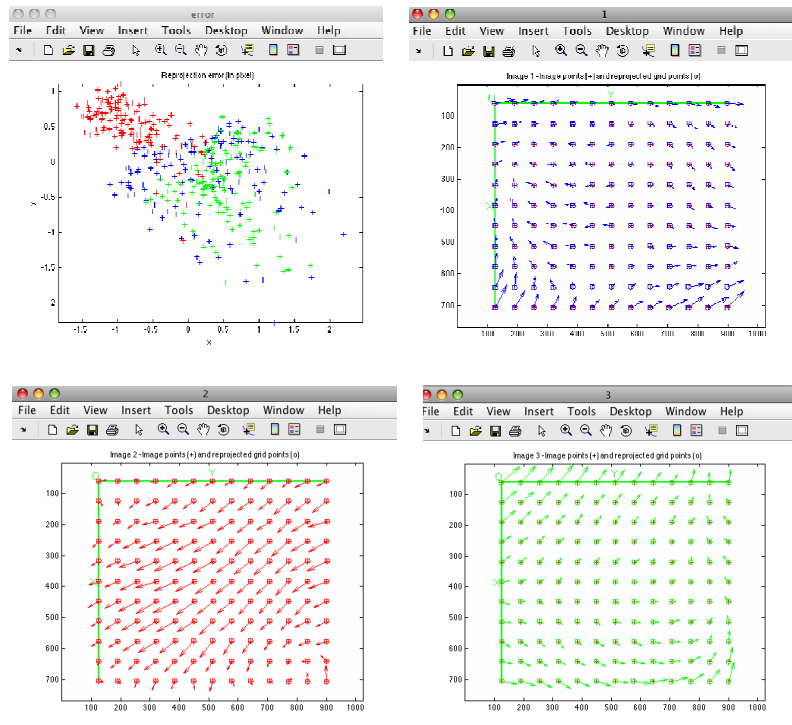 error
File Edit View Insert Tools Desktop Window Help
Reprojection error (in pixel)
1
0.5
0
-0.5
-1
-1.5
2
y
-1.5 -1 -0.5 0 0.5 1 1.5 2
x
1
File Edit View Insert Tools Desktop Window Help
Image 1 - Image points (+) and reprojected grid points (o)
O
Y
X
100
200
300
400
500
600
700
100 200 300 400 500 600 700 800 900 1000
2
File Edit View Insert Tools Desktop Window Help
Image 2 - Image points (+) and reprojected grid points (o)
O
Y
X
100
200
300
400
500
600
700
100 200 300 400 500 600 700 800 900 1000
3
File Edit View Insert Tools Desktop Window Help
Image 3 - Image points (+) and reprojected grid points (o)
O
Y
X
100
200
300
400
500
600
700
100 200 300 400 500 600 700 800 900 1000